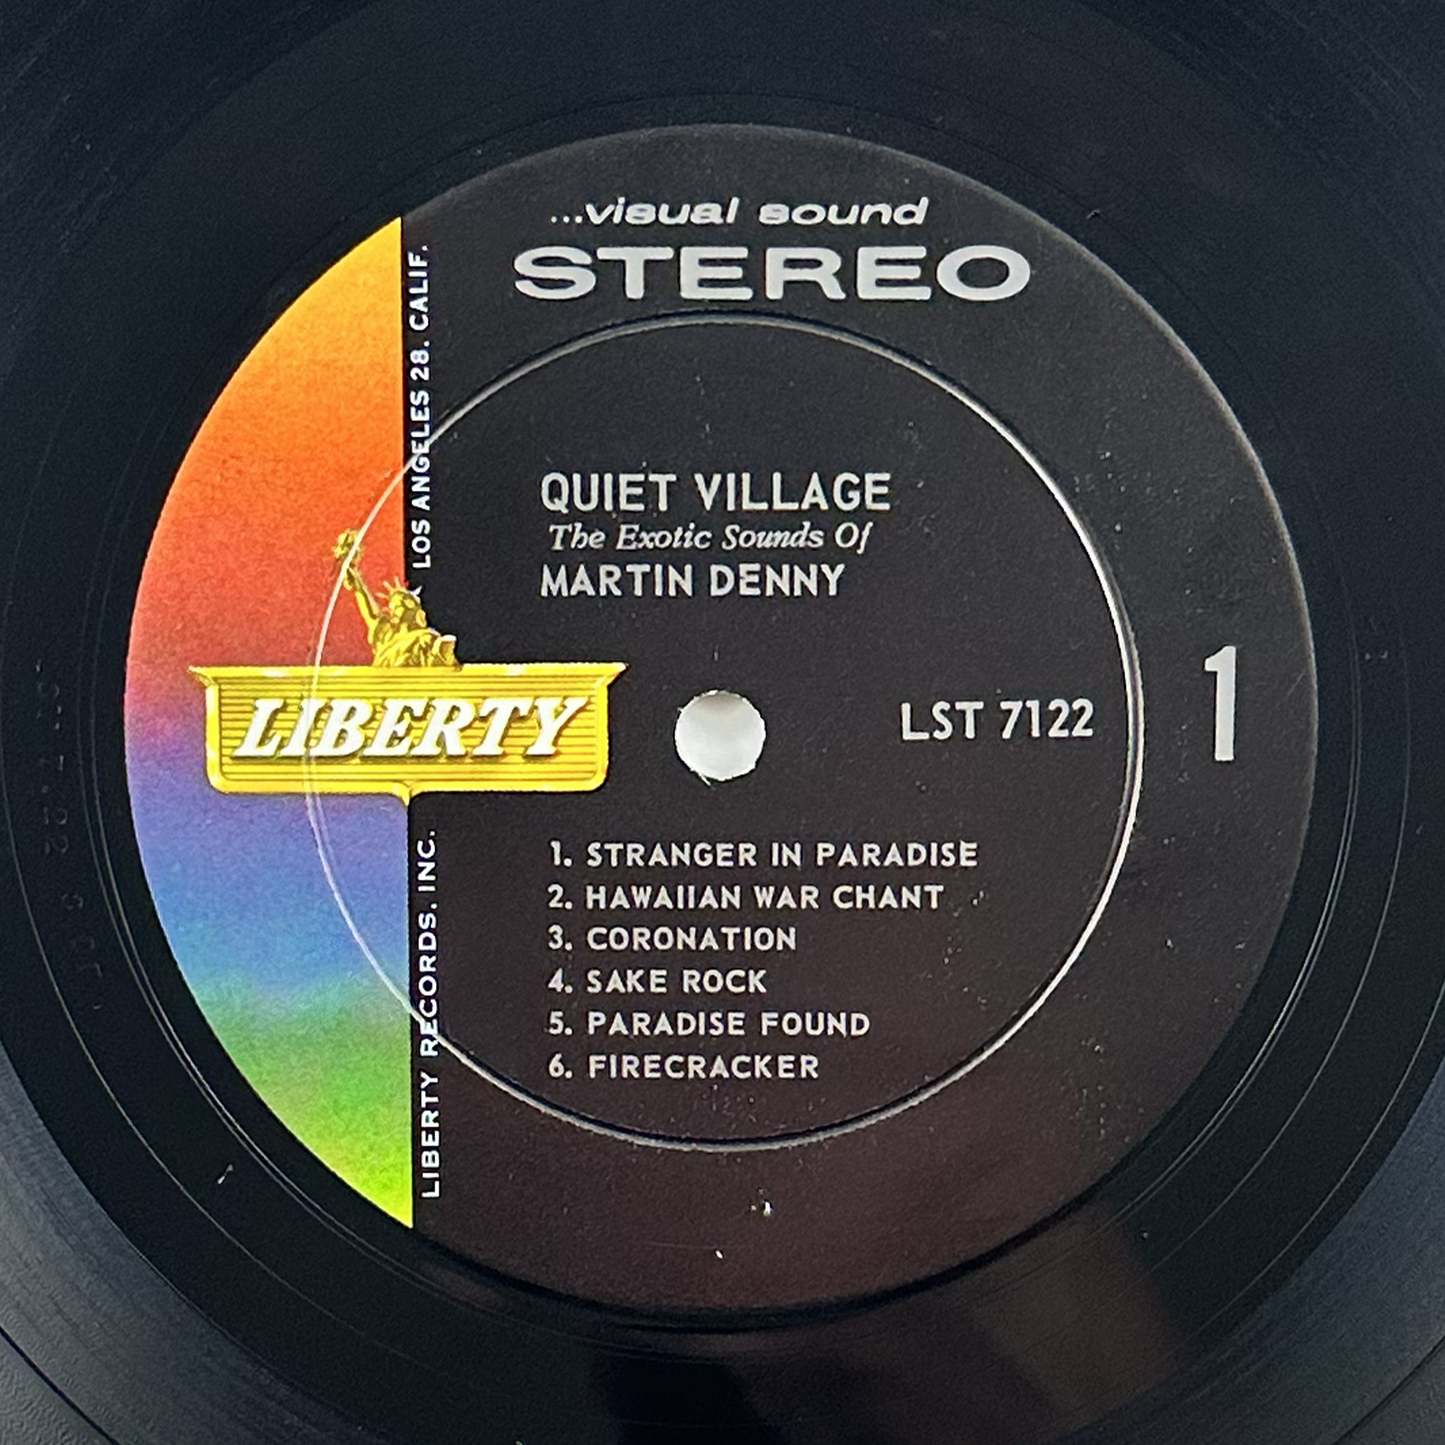 ...visual sound
STEREO
LOS ANGELES 28. CALIF.
QUIET VILLAGE
The Exotic Sounds Of
MARTIN DENNY
LIBERTY
LST 7122
1
1. STRANGER IN PARADISE
2. HAWAIIAN WAR CHANT
3. CORONATION
4. SAKE ROCK
5. PARADISE FOUND
6. FIRECRACKER
LIBERTY RECORDS, INC.